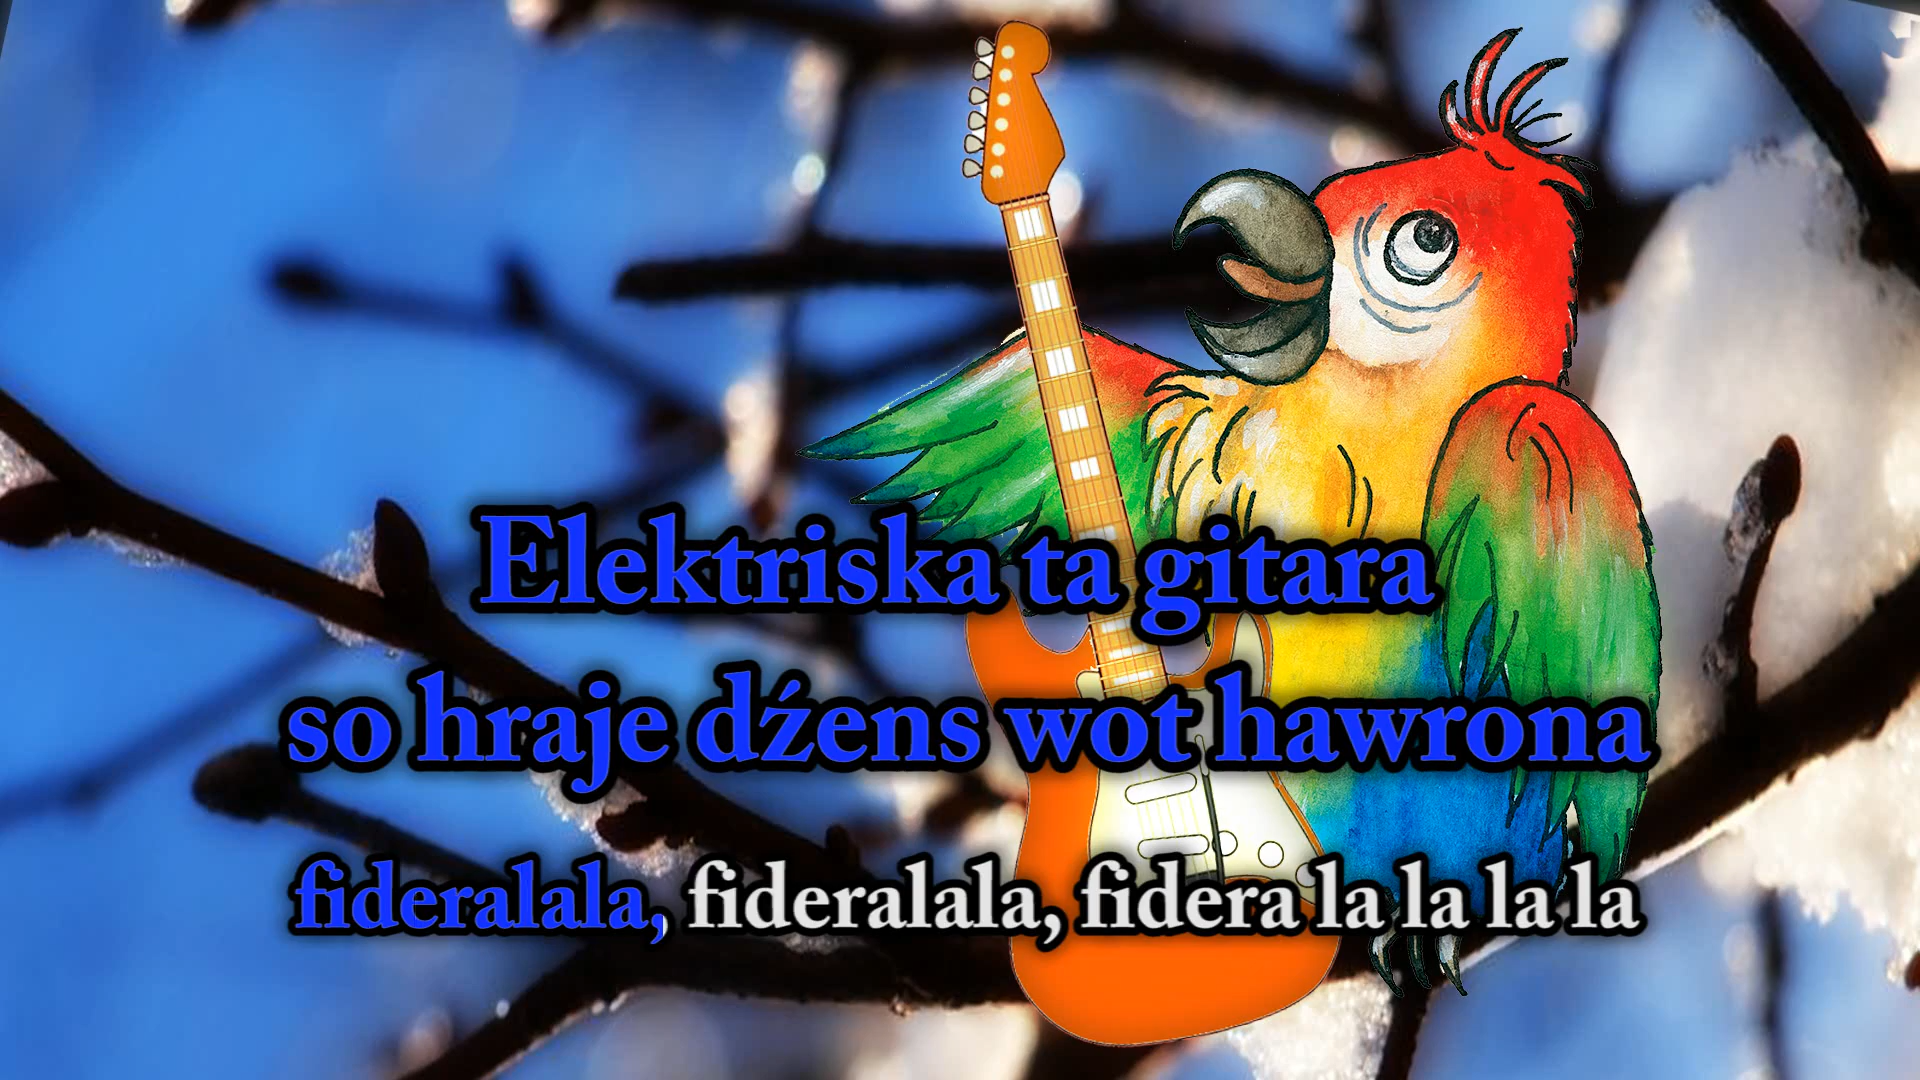 Elektriska ta gitara
so hraje dźens wot hawrona
fideralala, fideralala, fidera la la la la